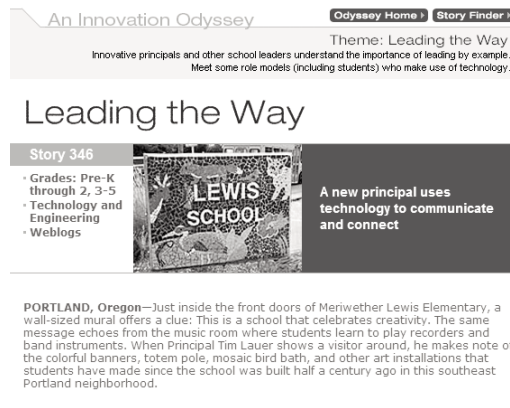 An Innovation Odyssey
Odyssey Home
Story Finder
Theme: Leading the Way
Innovative principals and other school leaders understand the importance of leading by example.
Meet some role models (including students) who make use of technology.
Leading the Way
Story 346
Grades: Pre-K
through 2, 3-5
Technology and
Engineering
Weblogs
LEWIS
SCHOOL
A new principal uses
technology to communicate
and connect
PORTLAND, Oregon—Just inside the front doors of Meriwether Lewis Elementary, a
wall-sized mural offers a clue: This is a school that celebrates creativity. The same
message echoes from the music room where students learn to play recorders and
band instruments. When Principal Tim Lauer shows a visitor around, he makes note of
the colorful banners, totem pole, mosaic bird bath, and other art installations that
students have made since the school was built half a century ago in this southeast
Portland neighborhood.